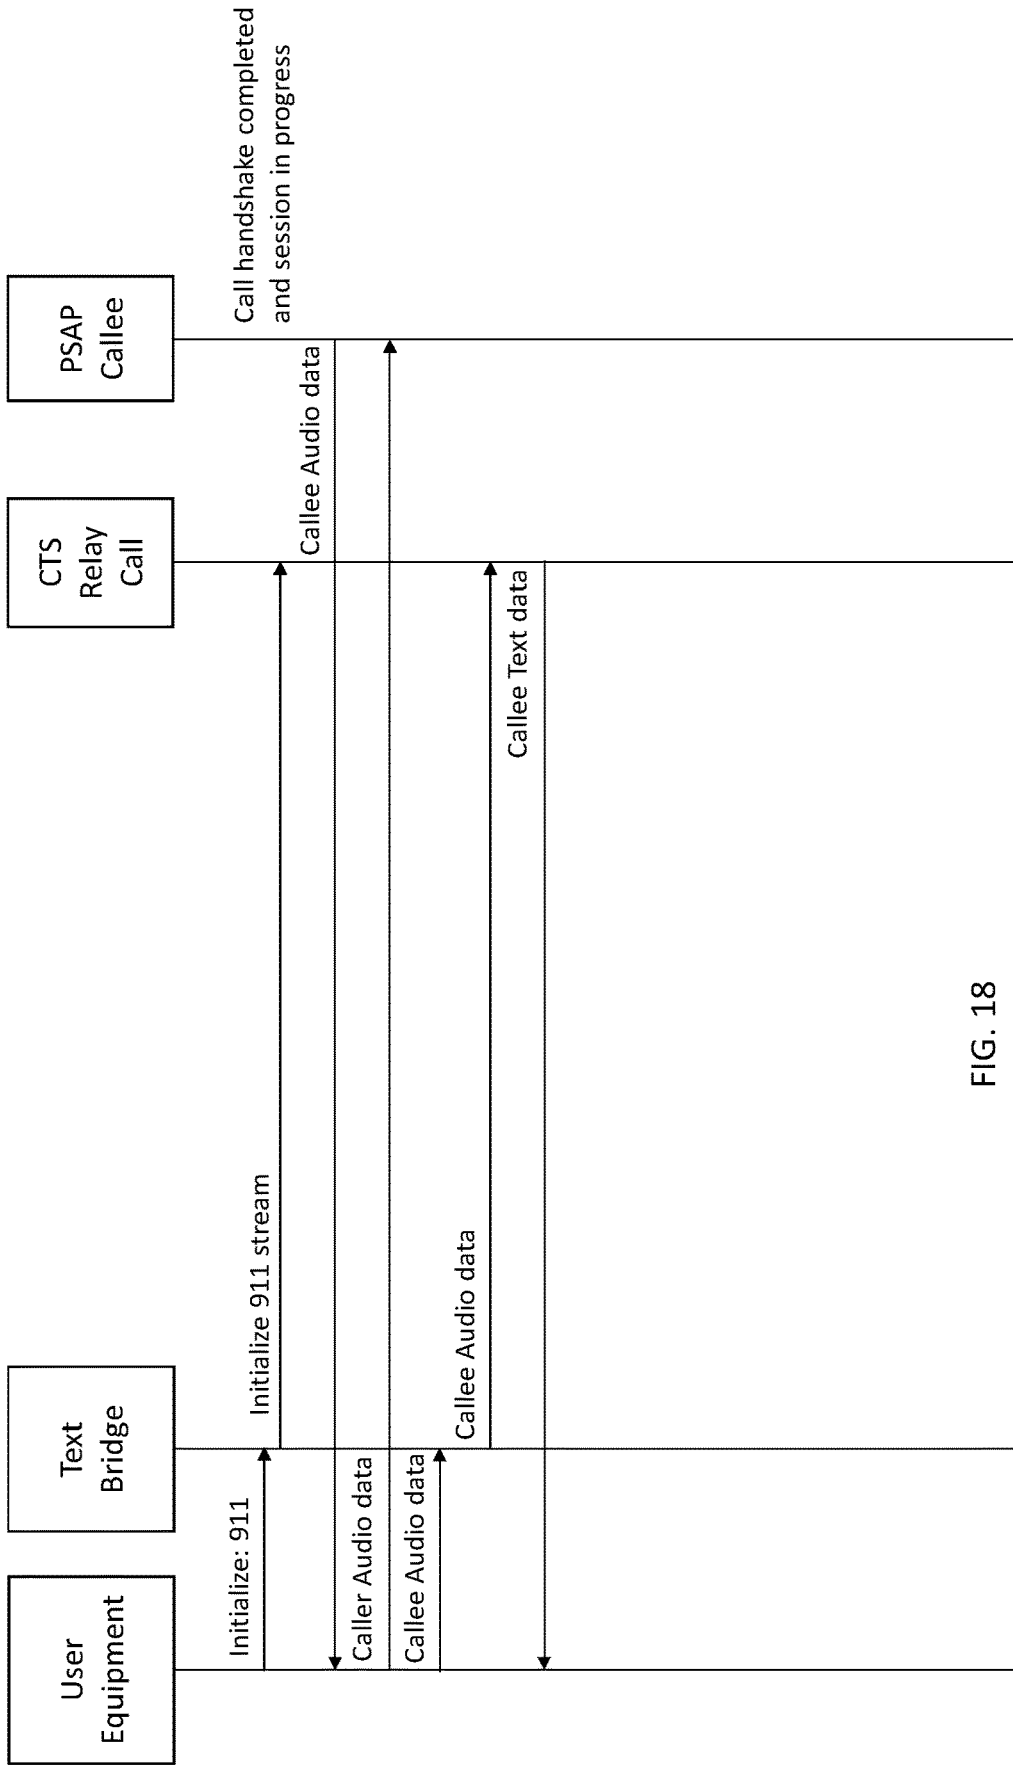 User
Equipment
Text
Bridge
CTS
Relay
Call
PSAP
Callee
Call handshake completed
and session in progress
Initialize: 911
Initialize 911 stream
Callee Audio data
Caller Audio data
Callee Audio data
Callee Audio data
Callee Text data
FIG. 18